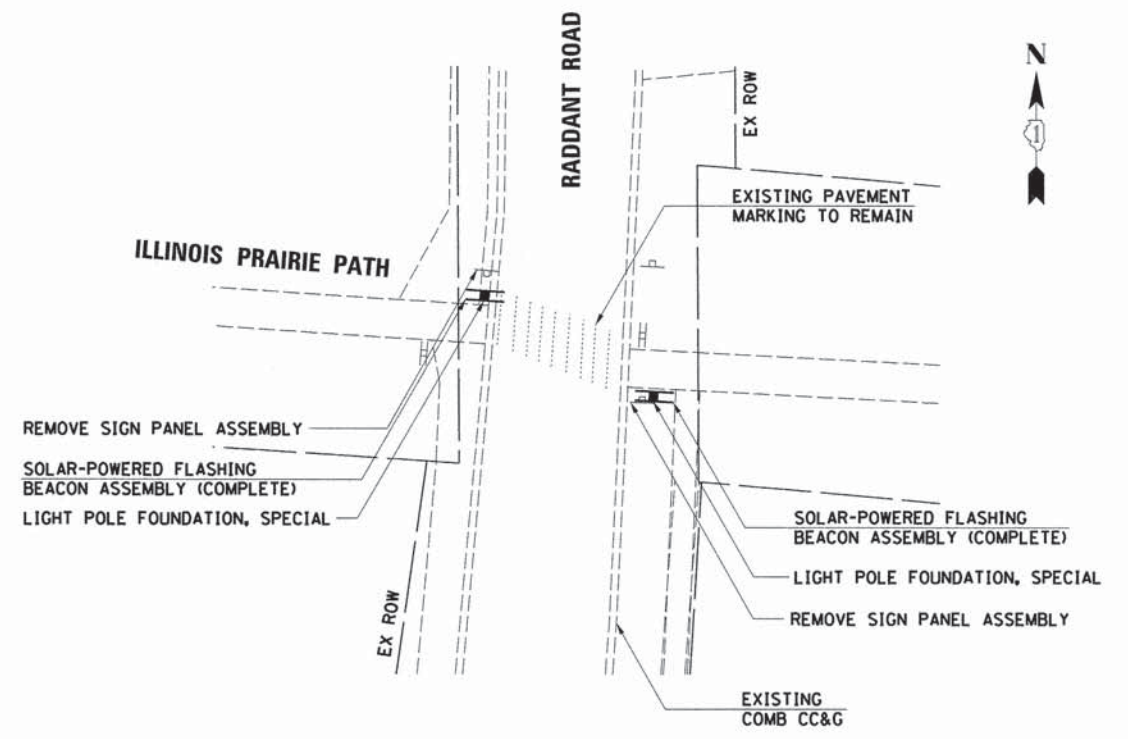 RADDANT ROAD
N
1
EX ROW
EXISTING PAVEMENT
MARKING TO REMAIN
ILLINOIS PRAIRIE PATH
REMOVE SIGN PANEL ASSEMBLY
SOLAR-POWERED FLASHING
BEACON ASSEMBLY (COMPLETE)
LIGHT POLE FOUNDATION, SPECIAL
SOLAR-POWERED FLASHING
BEACON ASSEMBLY (COMPLETE)
LIGHT POLE FOUNDATION, SPECIAL
REMOVE SIGN PANEL ASSEMBLY
EX ROW
EXISTING
COMB CC&G